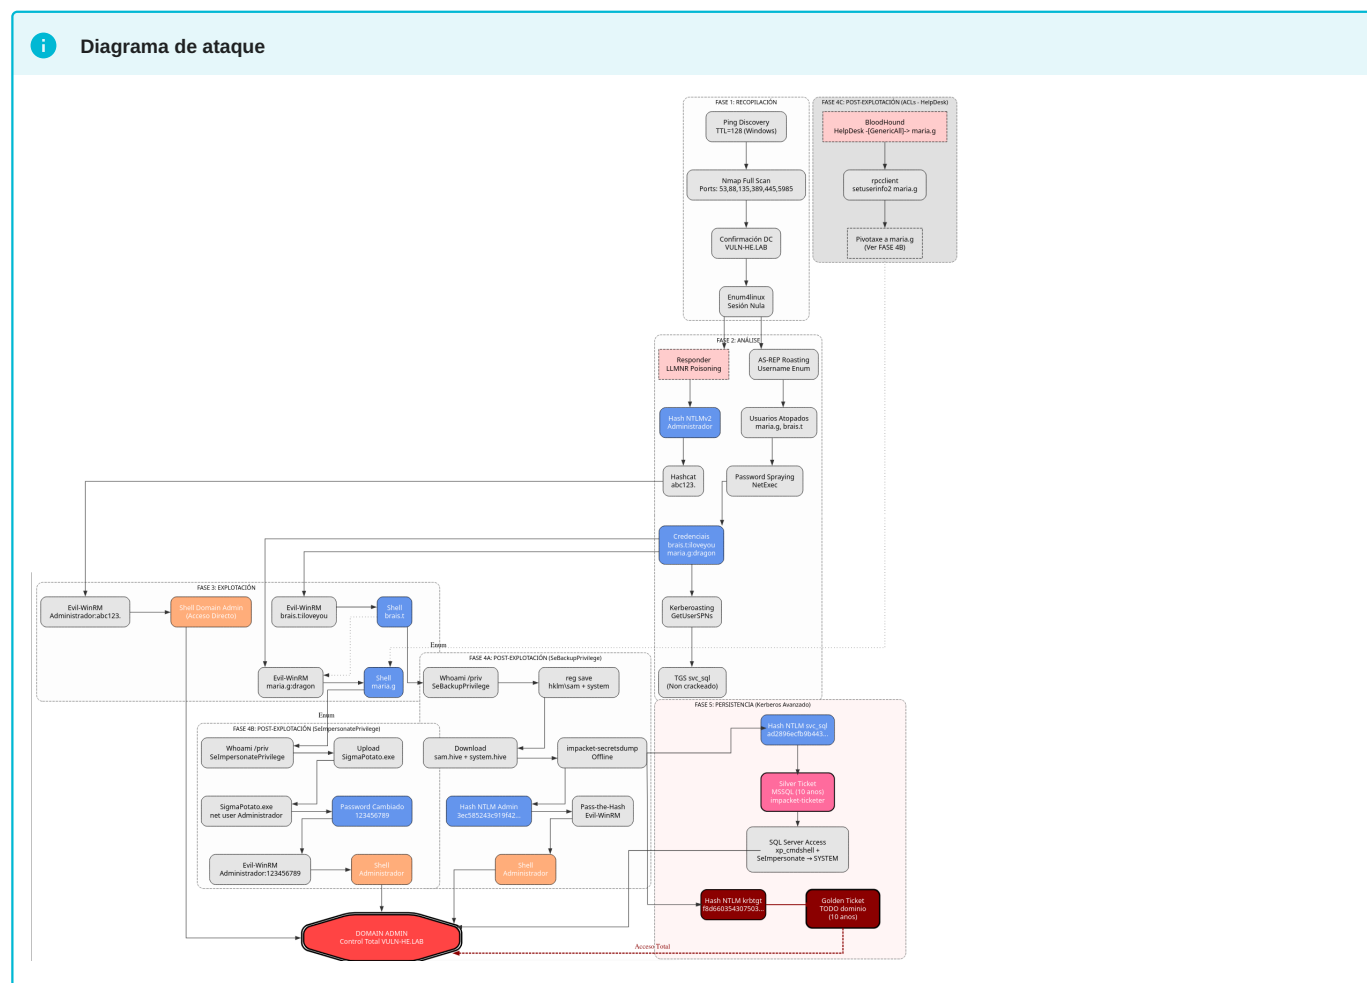 Diagrama de ataque
FASE 1: RECOPILACIÓN
Ping Discovery
TTL=128 (Windows)
Nmap Full Scan
Ports: 53,88,135,389,445,5985
Confirmación DC
VULN-HE.LAB
Enum4linux
Sesión Nula
FASE 4C: POST-EXPLOTACIÓN (ACLs - HelpDesk)
BloodHound
HelpDesk -[GenericAll]-> maria.g
rpcclient
setuserinfo2 maria.g
Pivotaxe a maria.g
(Ver FASE 4B)
FASE 2: ANÁLISE
Responder
LLMNR Poisoning
AS-REP Roasting
Username Enum
Hash NTLMv2
Administrador
Usuarios Atopados
maria.g, brais.t
Hashcat
abc123.
Password Spraying
NetExec
Credenciais
brais.t:iloveyou
maria.g:dragon
Kerberoasting
GetUserSPNs
TGS svc_sql
(Non crackeado)
FASE 3: EXPLOTACIÓN
Evil-WinRM
Administrador:abc123.
Shell Domain Admin
(Acceso Directo)
Evil-WinRM
brais.t:iloveyou
Shell
brais.t
Evil-WinRM
maria.g:dragon
Shell
maria.g
Enum
FASE 4A: POST-EXPLOTACIÓN (SeBackupPrivilege)
Whoami /priv
SeBackupPrivilege
reg save
hklm\sam + system
Download
sam.hive + system.hive
impacket-secretsdump
Offline
Hash NTLM Admin
3ec585243c919f42...
Pass-the-Hash
Evil-WinRM
Shell
Administrador
Enum
FASE 4B: POST-EXPLOTACIÓN (SeImpersonatePrivilege)
Whoami /priv
SeImpersonatePrivilege
Upload
SigmaPotato.exe
SigmaPotato.exe
net user Administrador
Password Cambiado
123456789
Evil-WinRM
Administrador:123456789
Shell
Administrador
FASE 5: PERSISTENCIA (Kerberos Avanzado)
Hash NTLM svc_sql
ad2896ecfb9b443...
Silver Ticket
MSSQL (10 anos)
impacket-ticketer
SQL Server Access
xp_cmdshell +
SeImpersonate → SYSTEM
Hash NTLM krbtgt
f8d660354307503...
Golden Ticket
TODO dominio
(10 anos)
DOMAIN ADMIN
Control Total VULN-HE.LAB
Acceso Total